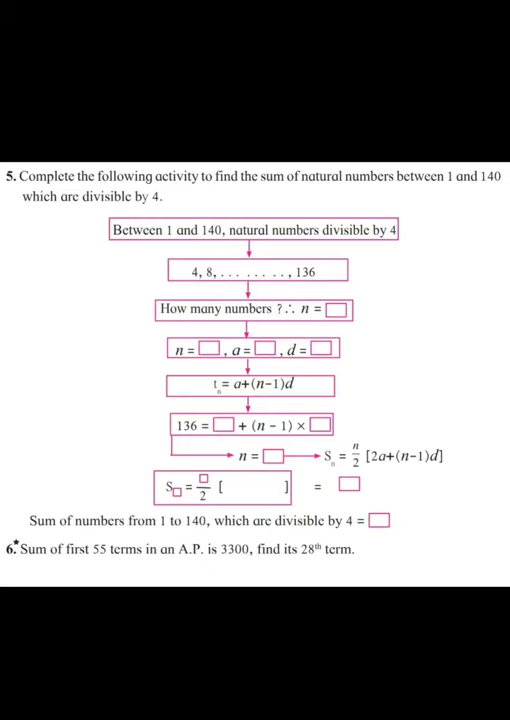 5. Complete the following activity to find the sum of natural numbers between 1 and 140
which are divisible by 4.
Between 1 and 140, natural numbers divisible by 4
4, 8, . . . . . . . . , 136
How many numbers ? ∴ n = □
n = □ , a = □ , d = □
tₙ = a+(n−1)d
136 = □ + (n − 1) × □
n = □ → Sₙ = n/2 [2a+(n−1)d]
S□ = □/2 [ ] = □
Sum of numbers from 1 to 140, which are divisible by 4 = □
6.★ Sum of first 55 terms in an A.P. is 3300, find its 28th term.